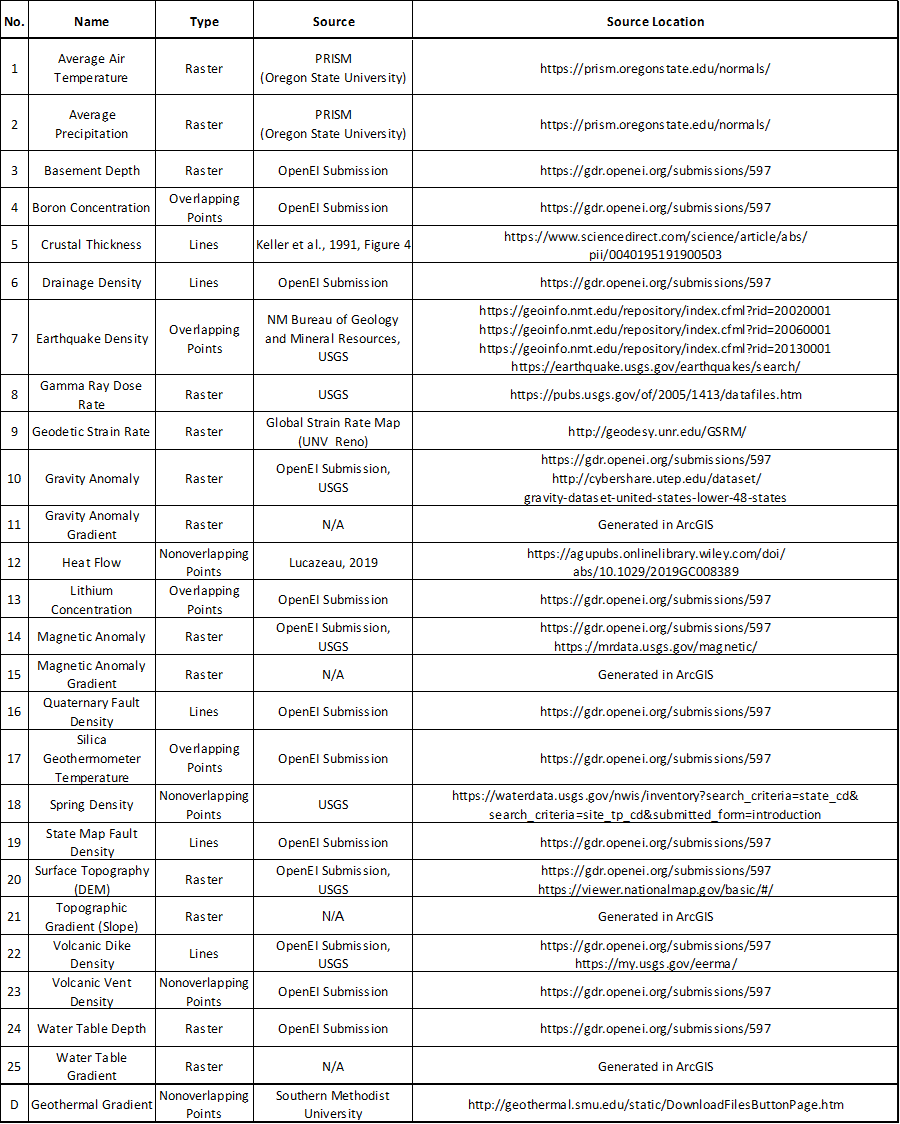 No. Name Type Source Source Location
1 Average Air Temperature Raster PRISM (Oregon State University) https://prism.oregonstate.edu/normals/
2 Average Precipitation Raster PRISM (Oregon State University) https://prism.oregonstate.edu/normals/
3 Basement Depth Raster OpenEI Submission https://gdr.openei.org/submissions/597
4 Boron Concentration Overlapping Points OpenEI Submission https://gdr.openei.org/submissions/597
5 Crustal Thickness Lines Keller et al., 1991, Figure 4 https://www.sciencedirect.com/science/article/abs/
pii/0040195191900503
6 Drainage Density Lines OpenEI Submission https://gdr.openei.org/submissions/597
7 Earthquake Density Overlapping Points NM Bureau of Geology and Mineral Resources, USGS https://geoinfo.nmt.edu/repository/index.cfml?rid=20020001
https://geoinfo.nmt.edu/repository/index.cfml?rid=20060001
https://geoinfo.nmt.edu/repository/index.cfml?rid=20130001
https://earthquake.usgs.gov/earthquakes/search/
8 Gamma Ray Dose Rate Raster USGS https://pubs.usgs.gov/of/2005/1413/datafiles.htm
9 Geodetic Strain Rate Raster Global Strain Rate Map (UNV Reno) http://geodesy.unr.edu/GSRM/
10 Gravity Anomaly Raster OpenEI Submission, USGS https://gdr.openei.org/submissions/597
http://cybershare.utep.edu/dataset/
gravity-dataset-united-states-lower-48-states
11 Gravity Anomaly Gradient Raster N/A Generated in ArcGIS
12 Heat Flow Nonoverlapping Points Lucazeau, 2019 https://agupubs.onlinelibrary.wiley.com/doi/
abs/10.1029/2019GC008389
13 Lithium Concentration Overlapping Points OpenEI Submission https://gdr.openei.org/submissions/597
14 Magnetic Anomaly Raster OpenEI Submission, USGS https://gdr.openei.org/submissions/597
https://mrdata.usgs.gov/magnetic/
15 Magnetic Anomaly Gradient Raster N/A Generated in ArcGIS
16 Quaternary Fault Density Lines OpenEI Submission https://gdr.openei.org/submissions/597
17 Silica Geothermometer Temperature Overlapping Points OpenEI Submission https://gdr.openei.org/submissions/597
18 Spring Density Nonoverlapping Points USGS https://waterdata.usgs.gov/nwis/inventory?search_criteria=state_cd&
search_criteria=site_tp_cd&submitted_form=introduction
19 State Map Fault Density Lines OpenEI Submission https://gdr.openei.org/submissions/597
20 Surface Topography (DEM) Raster OpenEI Submission, USGS https://gdr.openei.org/submissions/597
https://viewer.nationalmap.gov/basic/#/
21 Topographic Gradient (Slope) Raster N/A Generated in ArcGIS
22 Volcanic Dike Density Lines OpenEI Submission, USGS https://gdr.openei.org/submissions/597
https://my.usgs.gov/eerma/
23 Volcanic Vent Density Nonoverlapping Points OpenEI Submission https://gdr.openei.org/submissions/597
24 Water Table Depth Raster OpenEI Submission https://gdr.openei.org/submissions/597
25 Water Table Gradient Raster N/A Generated in ArcGIS
D Geothermal Gradient Nonoverlapping Points Southern Methodist University http://geothermal.smu.edu/static/DownloadFilesButtonPage.htm